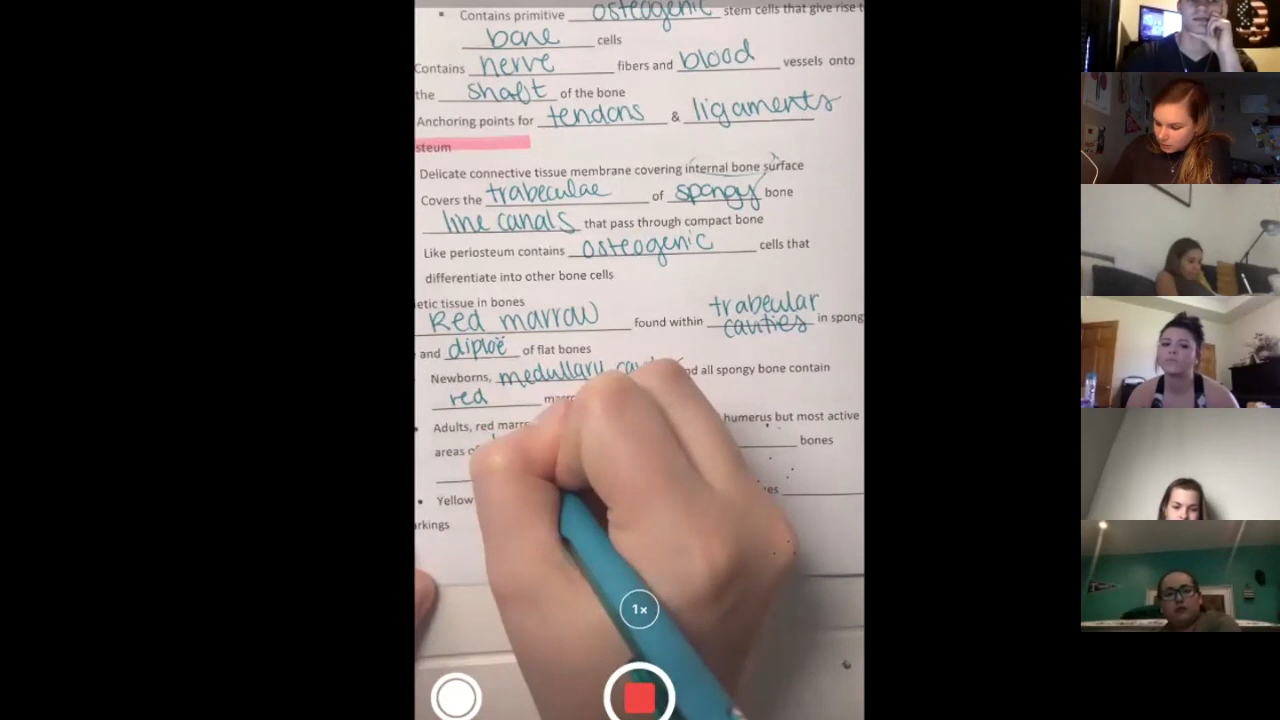 Contains primitive osteogenic stem cells that give rise t
bone cells
Contains nerve fibers and blood vessels onto
the shaft of the bone
Anchoring points for tendons & ligaments
steum
Delicate connective tissue membrane covering internal bone surface
Covers the trabeculae of spongy bone
line canals that pass through compact bone
Like periosteum contains osteogenic cells that
differentiate into other bone cells
etic tissue in bones
Red marrow found within trabecular cavities in spong
and diploë of flat bones
Newborns, medullary cav nd all spongy bone contain
red marr
Adults, red marr humerus but most active
areas o bones
Yellow es
arkings
1x